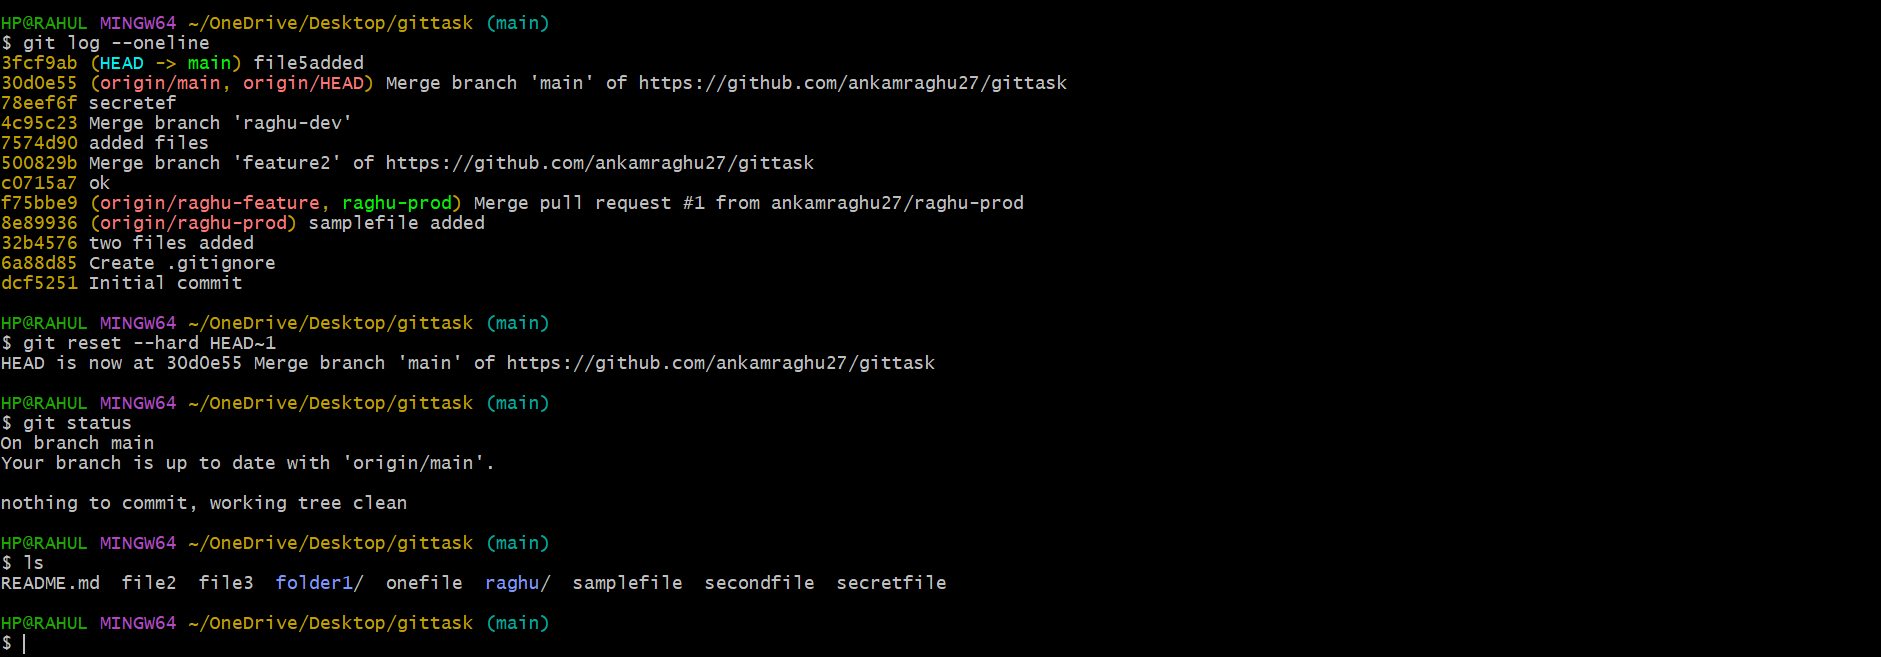 HP@RAHUL MINGW64 ~/OneDrive/Desktop/gittask (main)
$ git log --oneline
3fcf9ab (HEAD -> main) file5added
30d0e55 (origin/main, origin/HEAD) Merge branch 'main' of https://github.com/ankamraghu27/gittask
78eef6f secretef
4c95c23 Merge branch 'raghu-dev'
7574d90 added files
500829b Merge branch 'feature2' of https://github.com/ankamraghu27/gittask
c0715a7 ok
f75bbe9 (origin/raghu-feature, raghu-prod) Merge pull request #1 from ankamraghu27/raghu-prod
8e89936 (origin/raghu-prod) samplefile added
32b4576 two files added
6a88d85 Create .gitignore
dcf5251 Initial commit
HP@RAHUL MINGW64 ~/OneDrive/Desktop/gittask (main)
$ git reset --hard HEAD~1
HEAD is now at 30d0e55 Merge branch 'main' of https://github.com/ankamraghu27/gittask
HP@RAHUL MINGW64 ~/OneDrive/Desktop/gittask (main)
$ git status
On branch main
Your branch is up to date with 'origin/main'.
nothing to commit, working tree clean
HP@RAHUL MINGW64 ~/OneDrive/Desktop/gittask (main)
$ ls
README.md  file2  file3  folder1/  onefile  raghu/  samplefile  secondfile  secretfile
HP@RAHUL MINGW64 ~/OneDrive/Desktop/gittask (main)
$